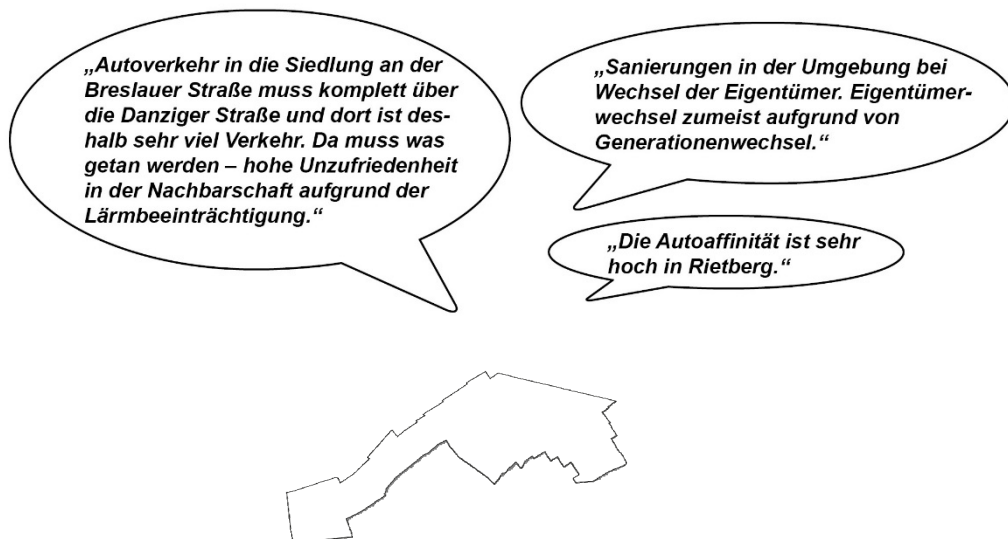 „Autoverkehr in die Siedlung an der
Breslauer Straße muss komplett über
die Danziger Straße und dort ist des-
halb sehr viel Verkehr. Da muss was
getan werden – hohe Unzufriedenheit
in der Nachbarschaft aufgrund der
Lärmbeeinträchtigung.“
„Sanierungen in der Umgebung bei
Wechsel der Eigentümer. Eigentümer-
wechsel zumeist aufgrund von
Generationenwechsel.“
„Die Autoaffinität ist sehr
hoch in Rietberg.“